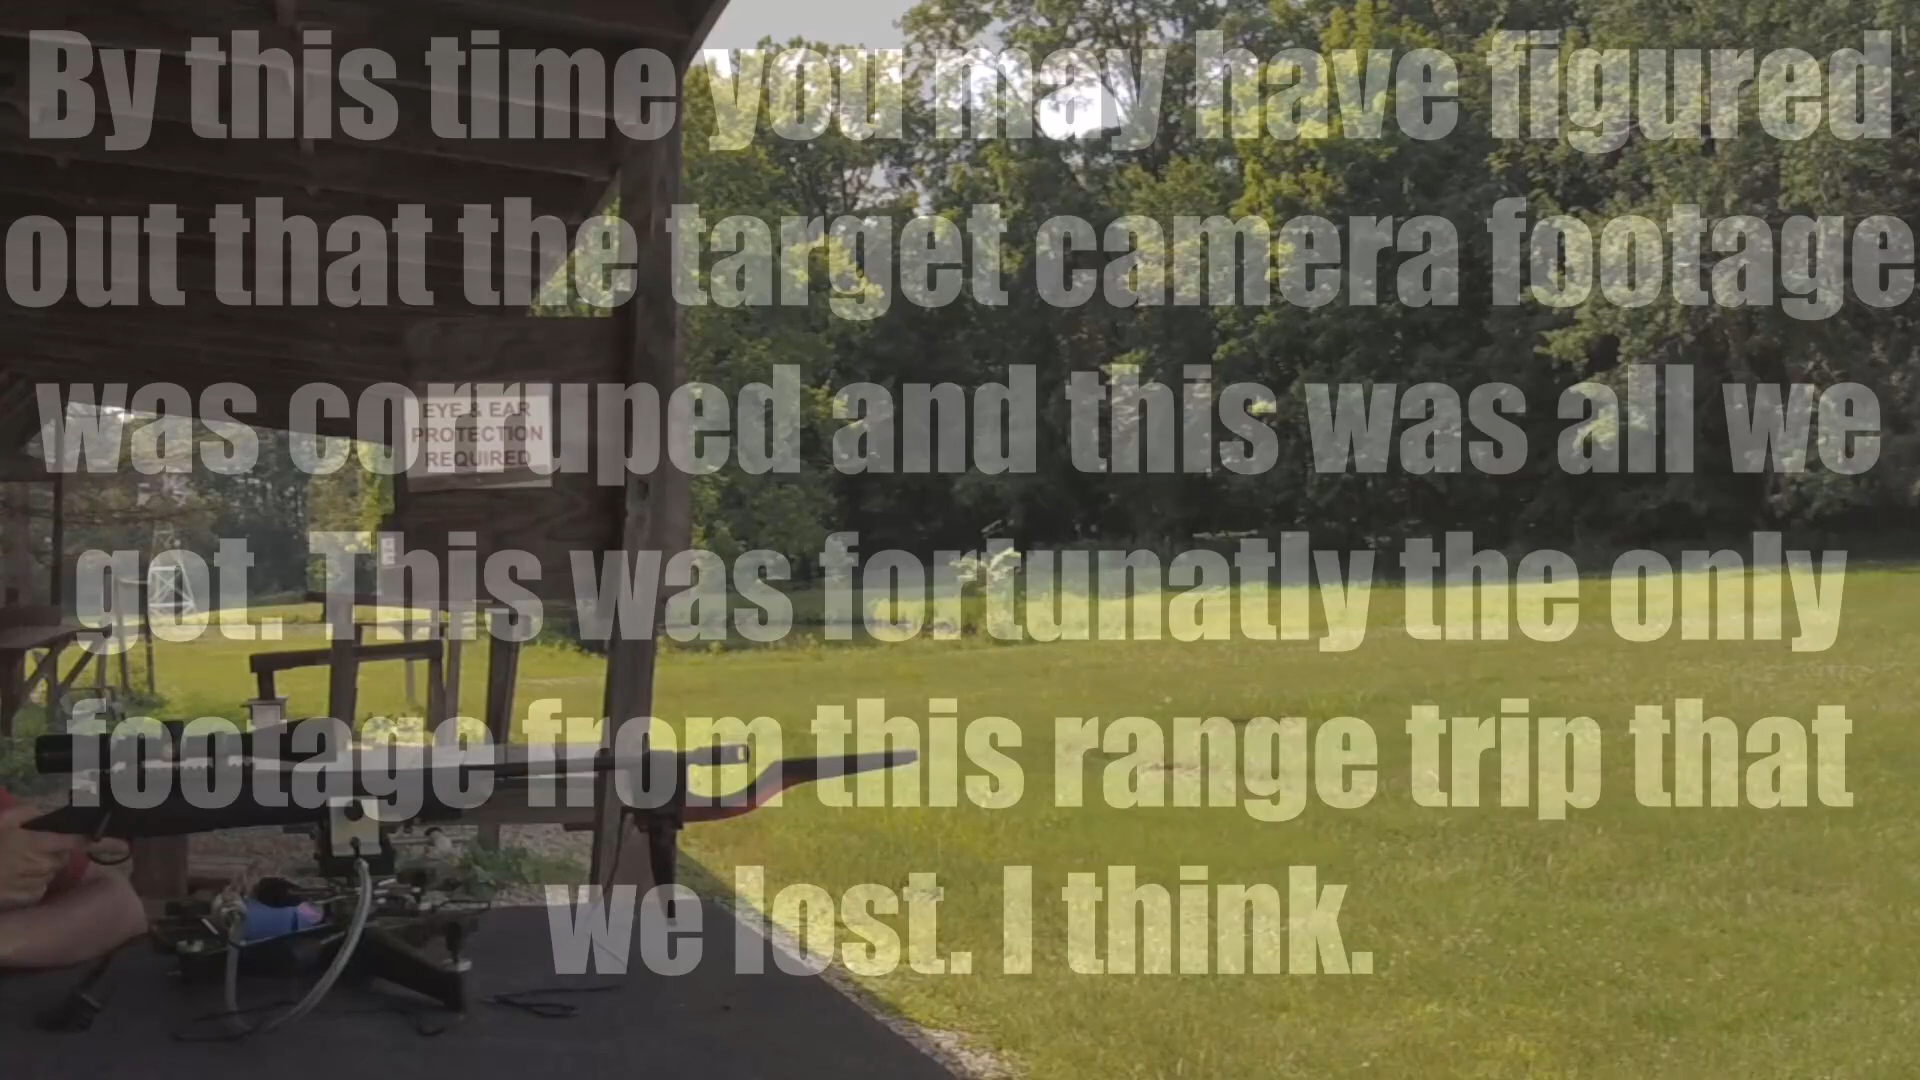 By this time you may have figured
out that the target camera footage
was corruped and this was all we
got. This was fortunatly the only
footage from this range trip that
we lost. I think.
EYE & EAR
PROTECTION
REQUIRED